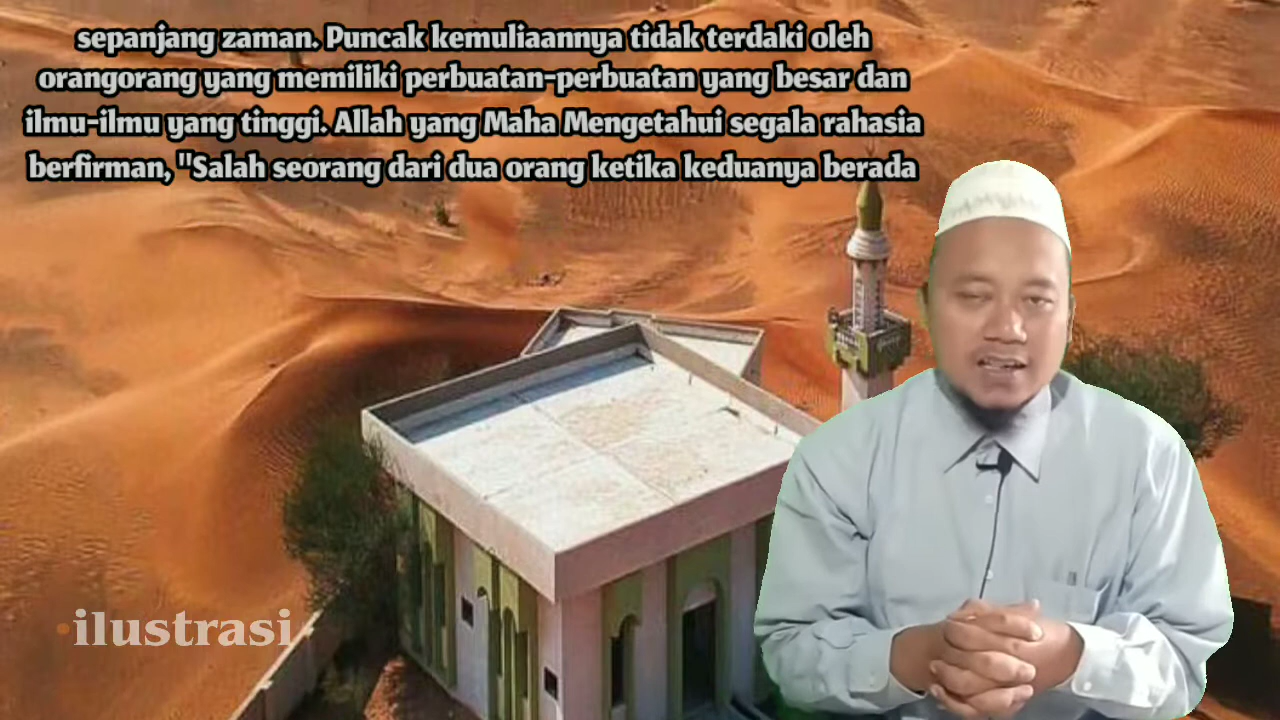 sepanjang zaman. Puncak kemuliaannya tidak terdaki oleh
orangorang yang memiliki perbuatan-perbuatan yang besar dan
ilmu-ilmu yang tinggi. Allah yang Maha Mengetahui segala rahasia
berfirman, "Salah seorang dari dua orang ketika keduanya berada
•ilustrasi